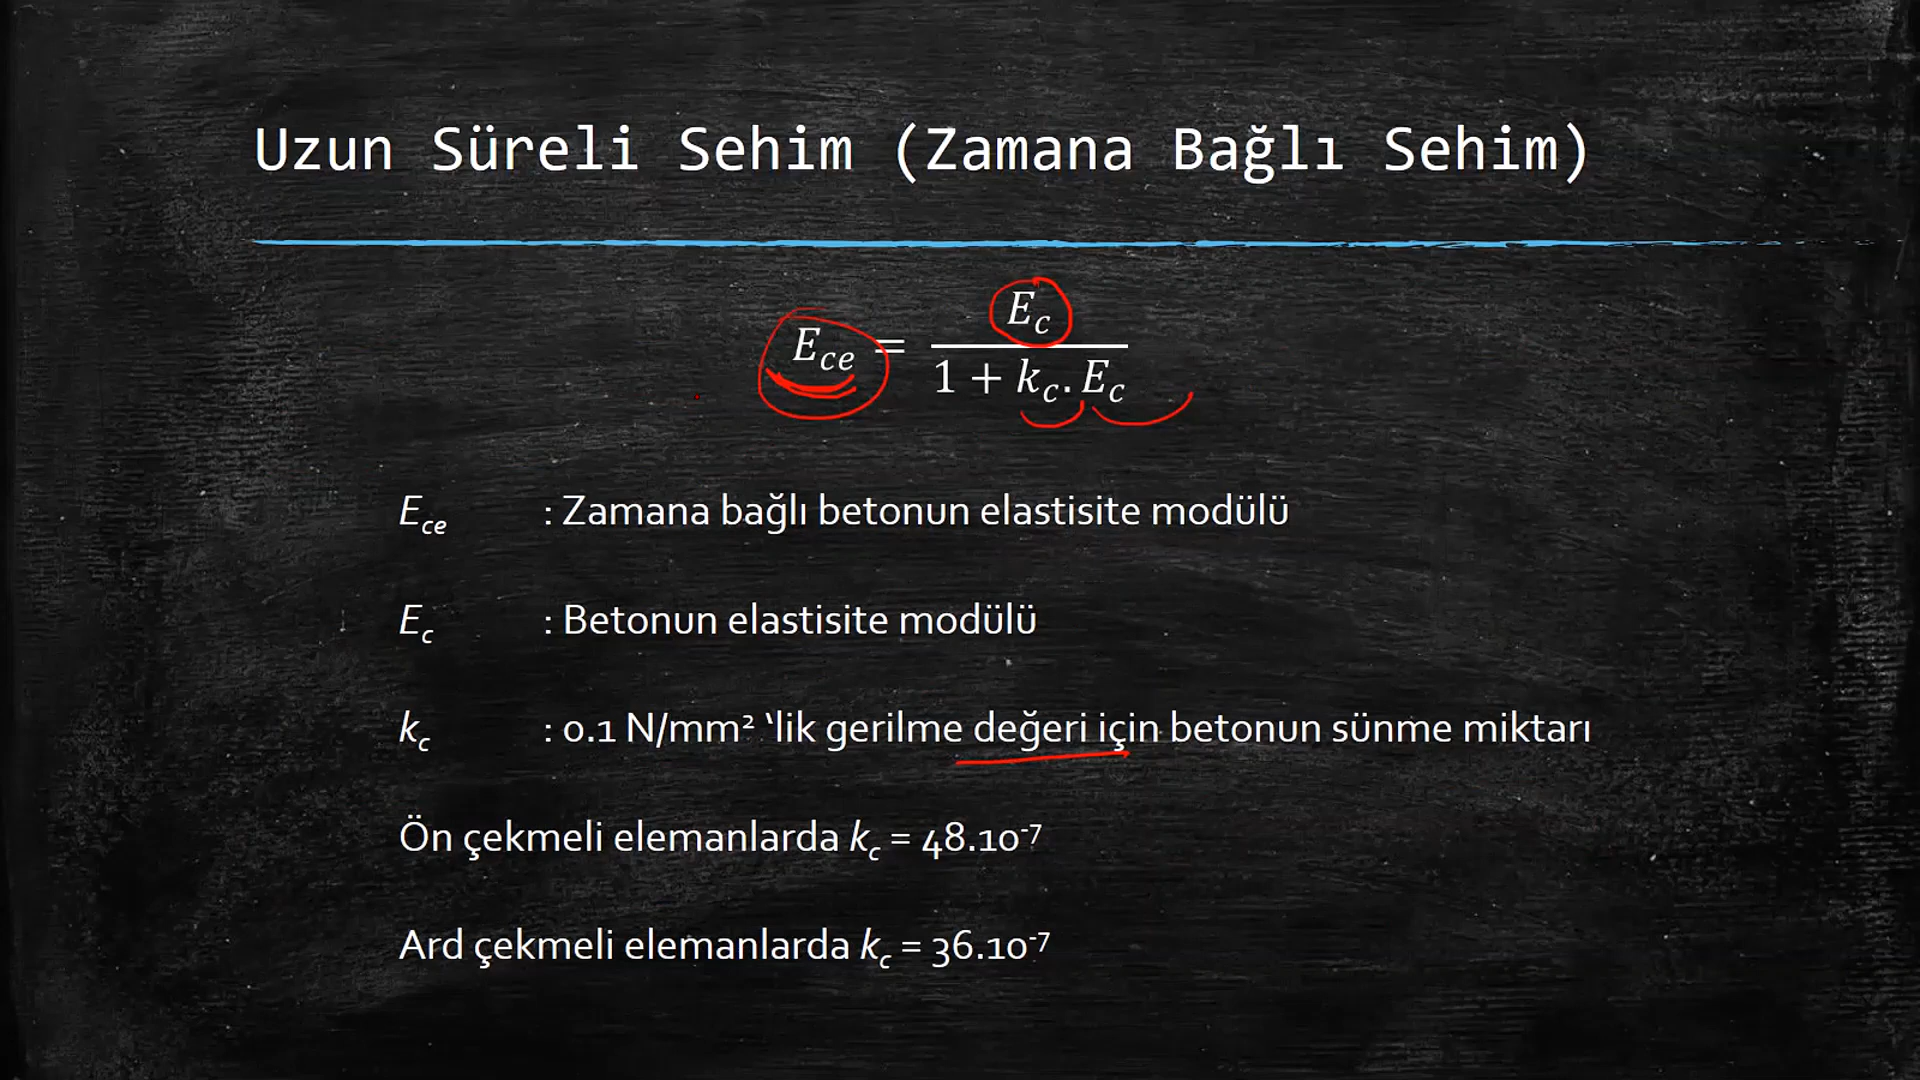 Uzun Süreli Sehim (Zamana Bağlı Sehim)
E_ce = E_c / (1 + k_c . E_c)
E_ce : Zamana bağlı betonun elastisite modülü
E_c : Betonun elastisite modülü
k_c : 0.1 N/mm² ‘lik gerilme değeri için betonun sünme miktarı
Ön çekmeli elemanlarda k_c = 48.10⁻⁷
Ard çekmeli elemanlarda k_c = 36.10⁻⁷